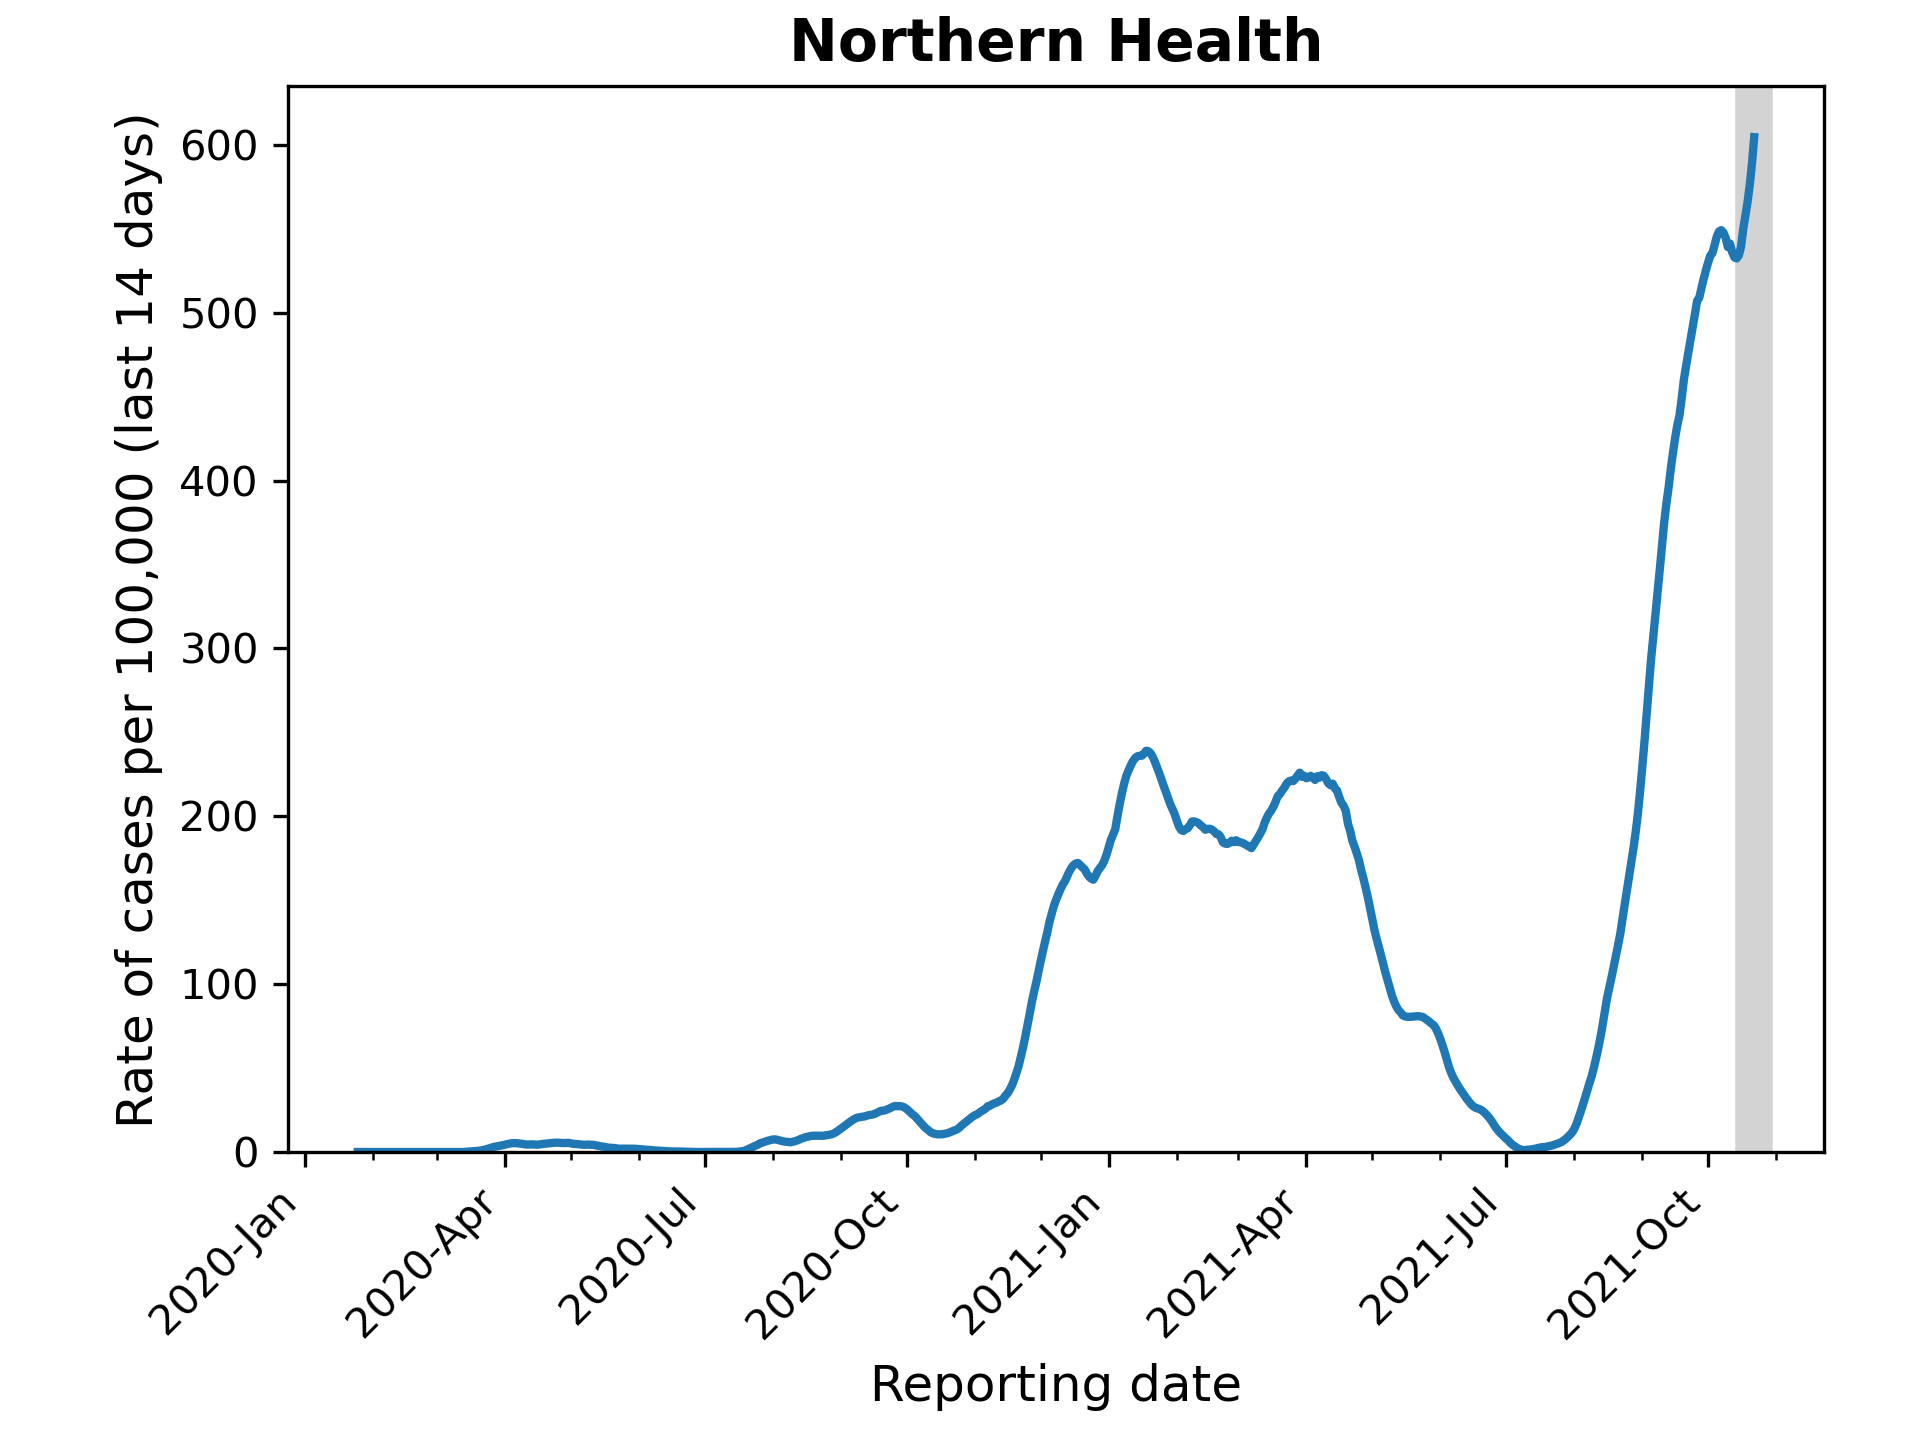 Northern Health
Rate of cases per 100,000 (last 14 days)
600
500
400
300
200
100
0
2020-Jan
2020-Apr
2020-Jul
2020-Oct
2021-Jan
2021-Apr
2021-Jul
2021-Oct
Reporting date